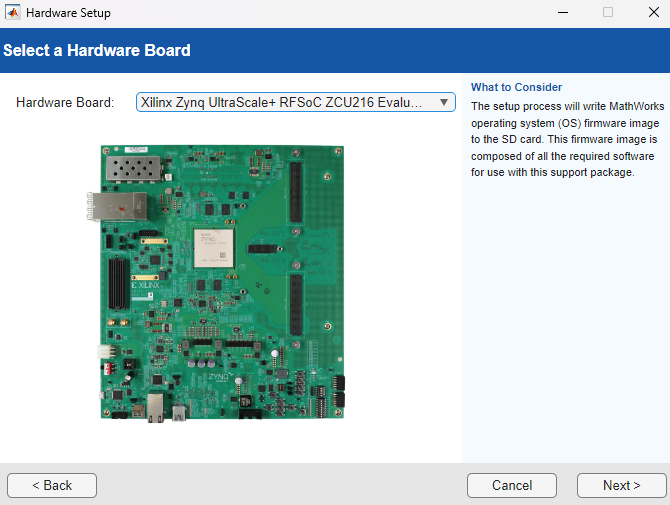 Hardware Setup
Select a Hardware Board
Hardware Board:
Xilinx Zynq UltraScale+ RFSoC ZCU216 Evalu…
What to Consider
The setup process will write MathWorks
operating system (OS) firmware image
to the SD card. This firmware image is
composed of all the required software
for use with this support package.
ZYNQ
XILINX
ZYNQ
< Back
Cancel
Next >